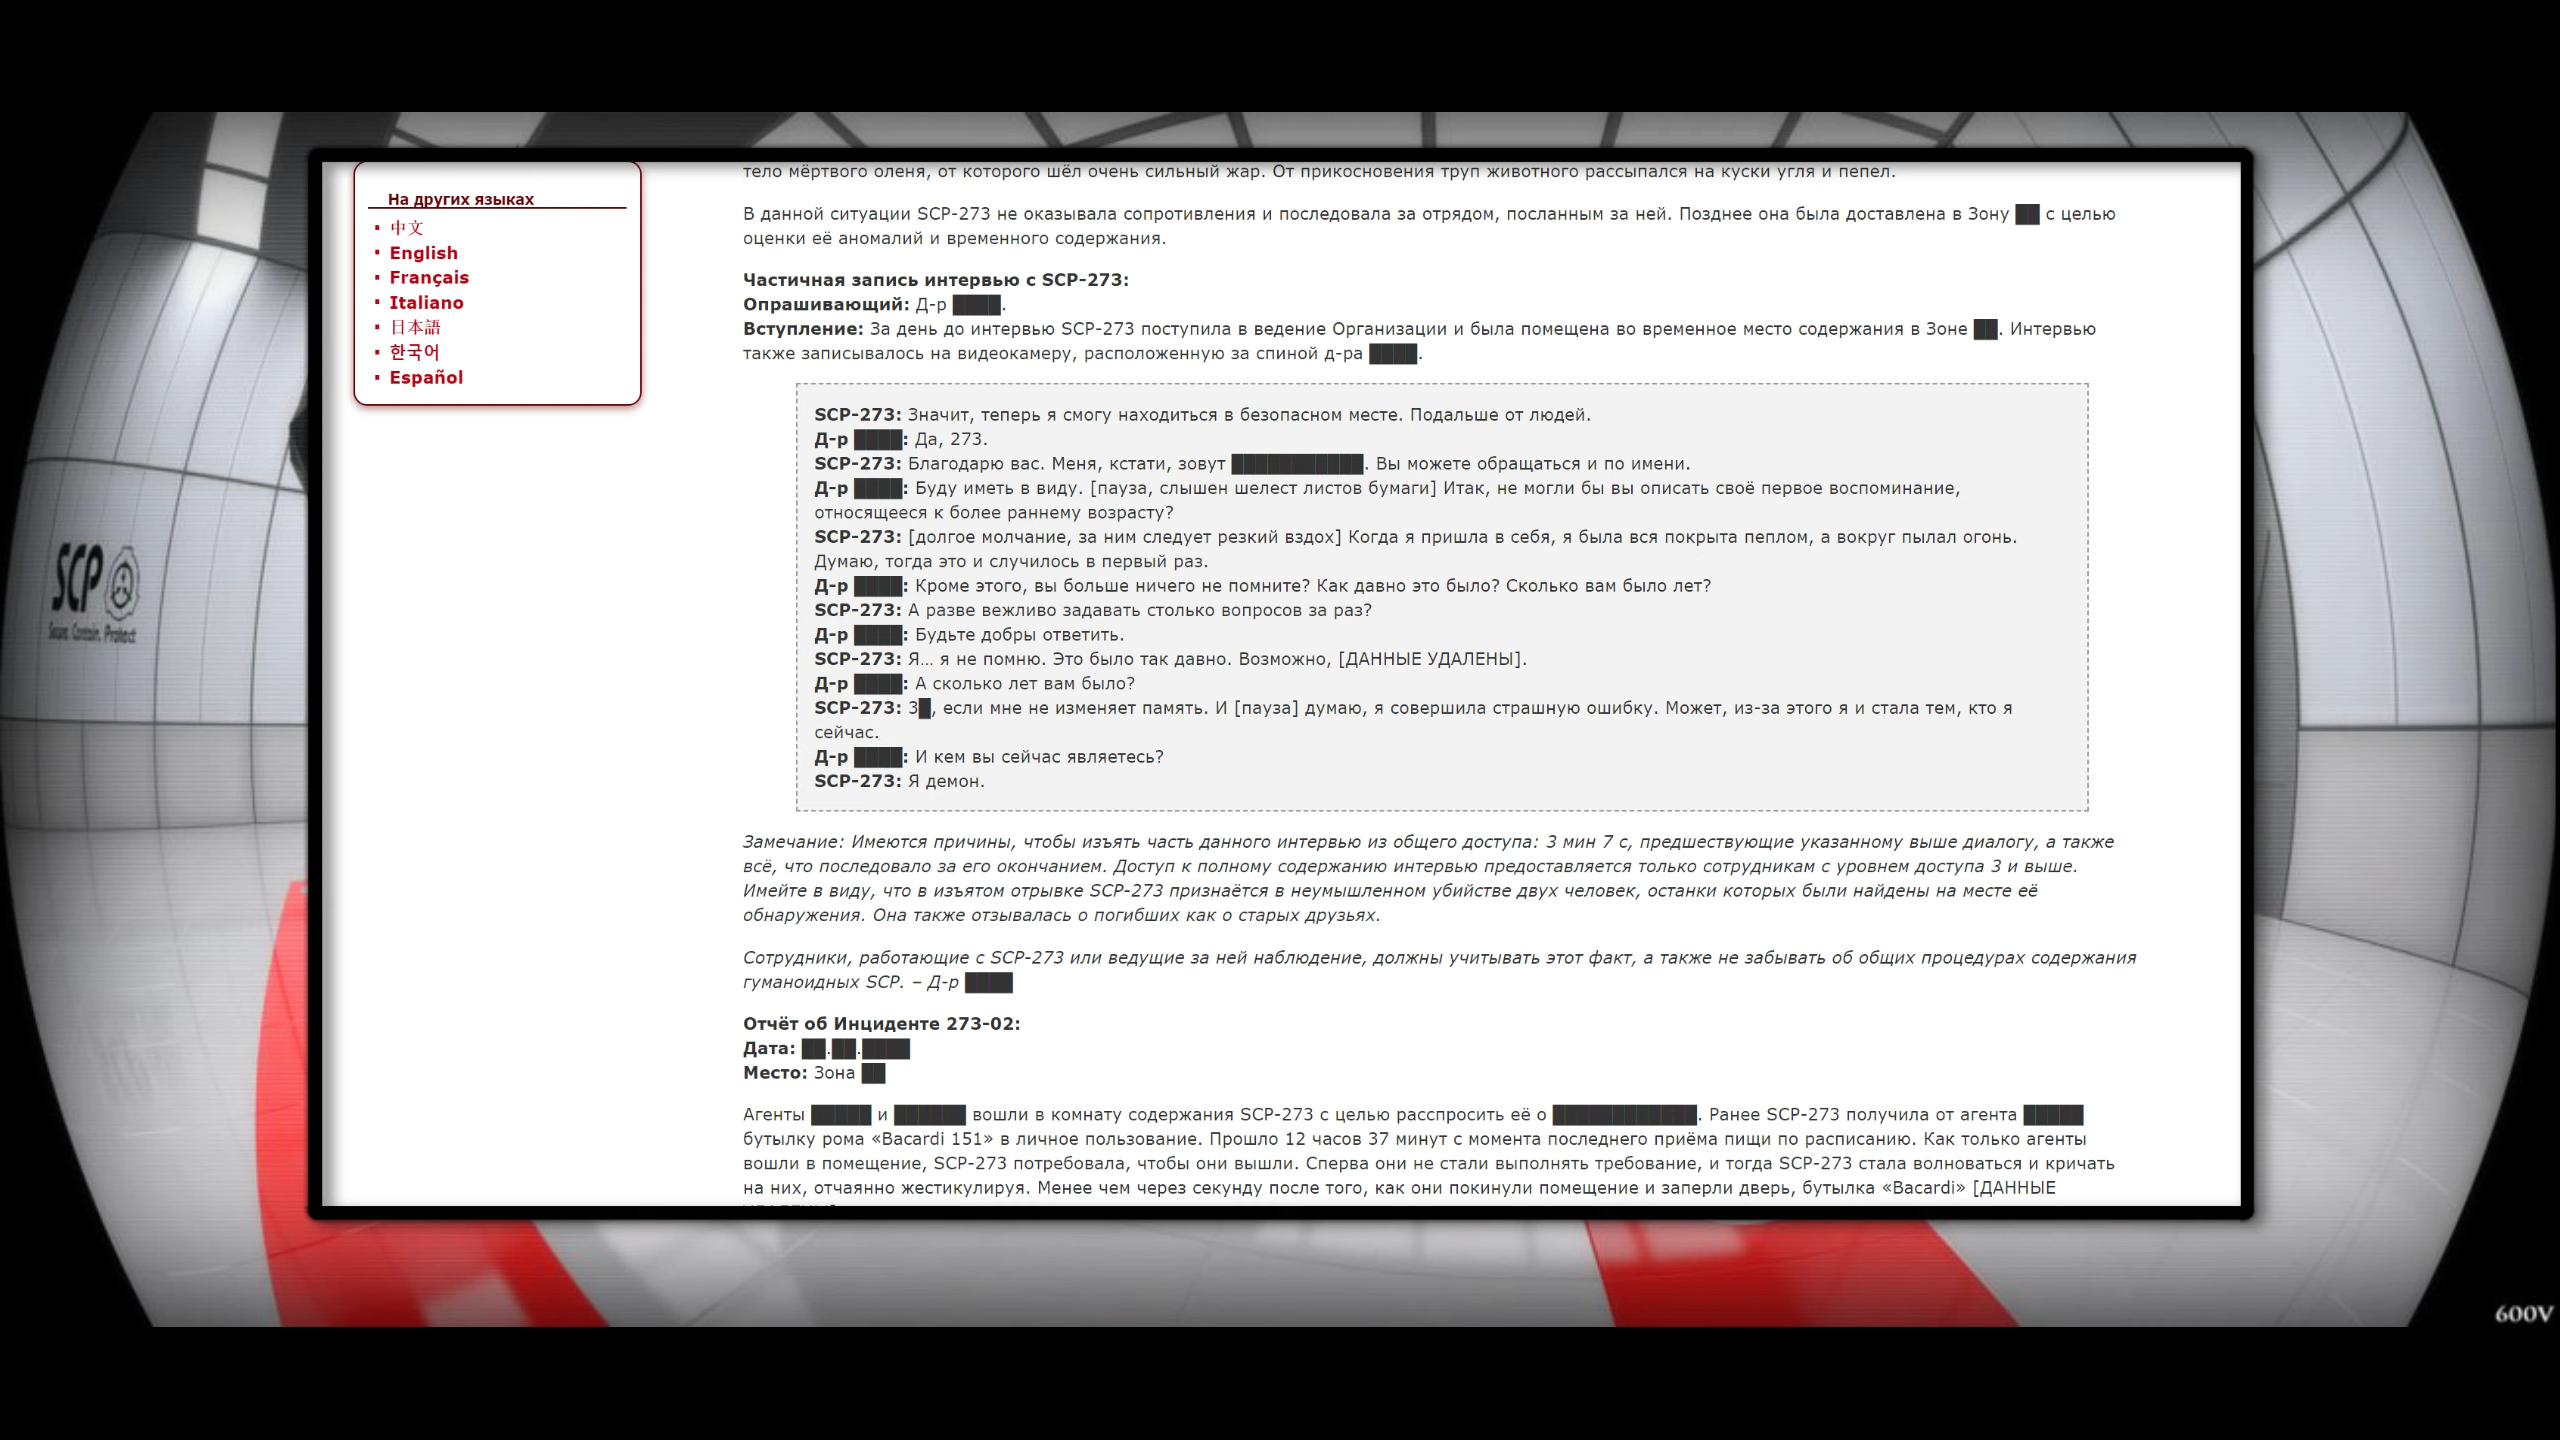 На других языках
中文
English
Français
Italiano
日本語
한국어
Español
тело мёртвого оленя, от которого шёл очень сильный жар. От прикосновения труп животного рассыпался на куски угля и пепел.
В данной ситуации SCP-273 не оказывала сопротивления и последовала за отрядом, посланным за ней. Позднее она была доставлена в Зону ██ с целью
оценки её аномалий и временного содержания.
Частичная запись интервью с SCP-273:
Опрашивающий: Д-р ████.
Вступление: За день до интервью SCP-273 поступила в ведение Организации и была помещена во временное место содержания в Зоне ██. Интервью
также записывалось на видеокамеру, расположенную за спиной д-ра ████.
SCP-273: Значит, теперь я смогу находиться в безопасном месте. Подальше от людей.
Д-р ████: Да, 273.
SCP-273: Благодарю вас. Меня, кстати, зовут ███████████. Вы можете обращаться и по имени.
Д-р ████: Буду иметь в виду. [пауза, слышен шелест листов бумаги] Итак, не могли бы вы описать своё первое воспоминание,
относящееся к более раннему возрасту?
SCP-273: [долгое молчание, за ним следует резкий вздох] Когда я пришла в себя, я была вся покрыта пеплом, а вокруг пылал огонь.
Думаю, тогда это и случилось в первый раз.
Д-р ████: Кроме этого, вы больше ничего не помните? Как давно это было? Сколько вам было лет?
SCP-273: А разве вежливо задавать столько вопросов за раз?
Д-р ████: Будьте добры ответить.
SCP-273: Я… я не помню. Это было так давно. Возможно, [ДАННЫЕ УДАЛЕНЫ].
Д-р ████: А сколько лет вам было?
SCP-273: 3█, если мне не изменяет память. И [пауза] думаю, я совершила страшную ошибку. Может, из-за этого я и стала тем, кто я
сейчас.
Д-р ████: И кем вы сейчас являетесь?
SCP-273: Я демон.
Замечание: Имеются причины, чтобы изъять часть данного интервью из общего доступа: 3 мин 7 с, предшествующие указанному выше диалогу, а также
всё, что последовало за его окончанием. Доступ к полному содержанию интервью предоставляется только сотрудникам с уровнем доступа 3 и выше.
Имейте в виду, что в изъятом отрывке SCP-273 признаётся в неумышленном убийстве двух человек, останки которых были найдены на месте её
обнаружения. Она также отзывалась о погибших как о старых друзьях.
Сотрудники, работающие с SCP-273 или ведущие за ней наблюдение, должны учитывать этот факт, а также не забывать об общих процедурах содержания
гуманоидных SCP. – Д-р ████
Отчёт об Инциденте 273-02:
Дата: ██.██.████
Место: Зона ██
Агенты █████ и ██████ вошли в комнату содержания SCP-273 с целью расспросить её о ████████████. Ранее SCP-273 получила от агента █████
бутылку рома «Bacardi 151» в личное пользование. Прошло 12 часов 37 минут с момента последнего приёма пищи по расписанию. Как только агенты
вошли в помещение, SCP-273 потребовала, чтобы они вышли. Сперва они не стали выполнять требование, и тогда SCP-273 стала волноваться и кричать
на них, отчаянно жестикулируя. Менее чем через секунду после того, как они покинули помещение и заперли дверь, бутылка «Bacardi» [ДАННЫЕ
SCP
Secure. Contain. Protect
600V